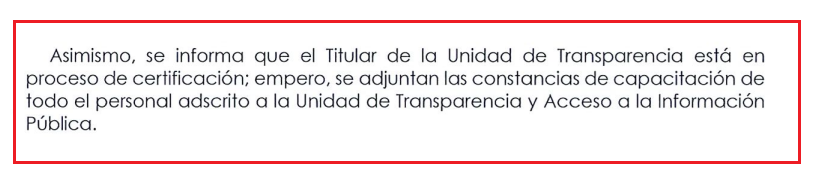 Asimismo, se informa que el Titular de la Unidad de Transparencia está en
proceso de certificación; empero, se adjuntan las constancias de capacitación de
todo el personal adscrito a la Unidad de Transparencia y Acceso a la Información
Pública.